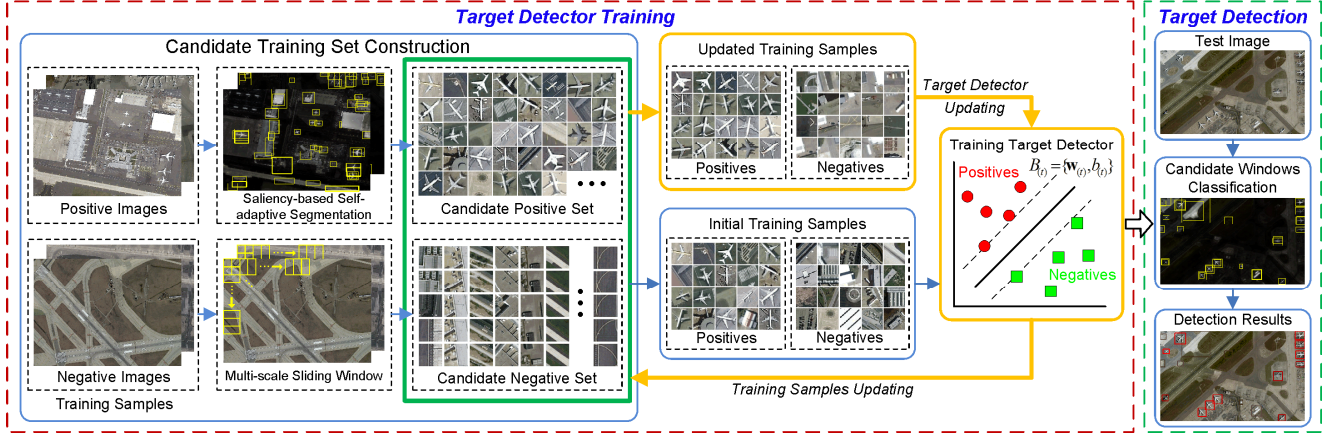 Target Detector Training
Candidate Training Set Construction
Positive Images
Saliency-based Self-
adaptive Segmentation
Candidate Positive Set
Negative Images
Multi-scale Sliding Window
Candidate Negative Set
Training Samples
Updated Training Samples
Positives
Negatives
Initial Training Samples
Positives
Negatives
Target Detector
Updating
Training Target Detector
B(t)={w(t),b(t)}
Positives
Negatives
Training Samples Updating
Target Detection
Test Image
Candidate Windows
Classification
Detection Results